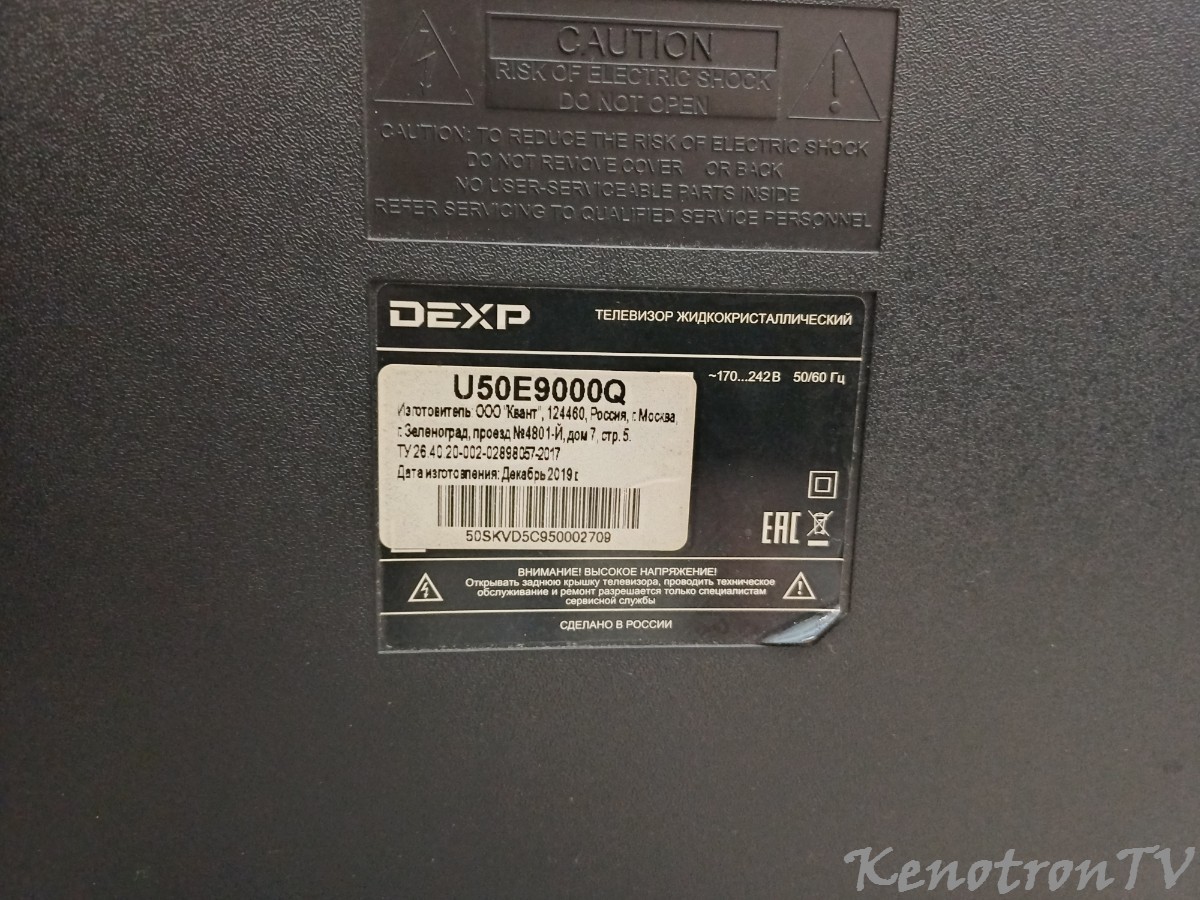 CAUTION
RISK OF ELECTRIC SHOCK
DO NOT OPEN
CAUTION: TO REDUCE THE RISK OF ELECTRIC SHOCK
DO NOT REMOVE COVER OR BACK
NO USER-SERVICEABLE PARTS INSIDE
REFER SERVICING TO QUALIFIED SERVICE PERSONNEL
DEXP ТЕЛЕВИЗОР ЖИДКОКРИСТАЛЛИЧЕСКИЙ
~170...242 В 50/60 Гц
U50E9000Q
Изготовитель: ООО "Квант", 124460, Россия, г. Москва,
г. Зеленоград, проезд №4801-Й, дом 7, стр. 5.
ТУ 26.40.20-002-02898057-2017
Дата изготовления: Декабрь 2019 г.
50SKVD5C950002709
EAC
ВНИМАНИЕ! ВЫСОКОЕ НАПРЯЖЕНИЕ!
Открывать заднюю крышку телевизора, проводить техническое
обслуживание и ремонт разрешается только специалистам
сервисной службы
СДЕЛАНО В РОССИИ
KenotronTV